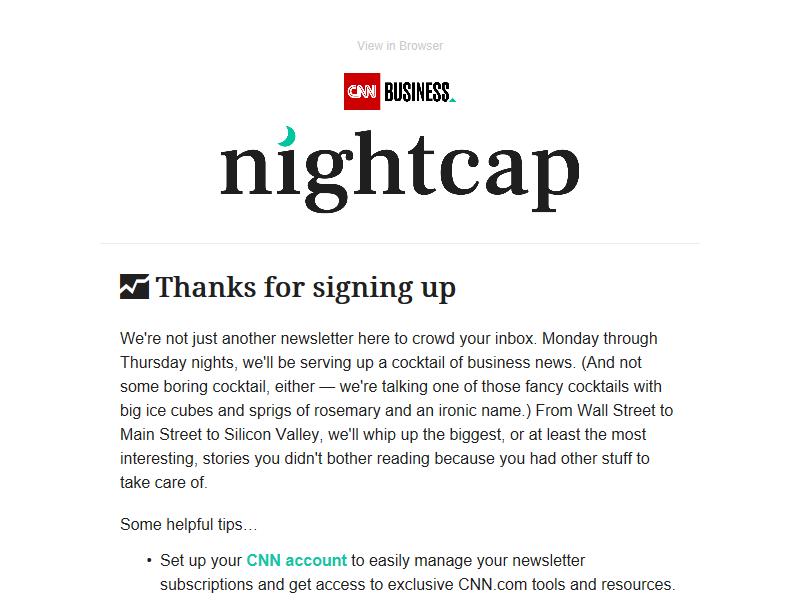 View in Browser
CNN BUSINESS
nightcap
Thanks for signing up
We're not just another newsletter here to crowd your inbox. Monday through
Thursday nights, we'll be serving up a cocktail of business news. (And not
some boring cocktail, either — we're talking one of those fancy cocktails with
big ice cubes and sprigs of rosemary and an ironic name.) From Wall Street to
Main Street to Silicon Valley, we'll whip up the biggest, or at least the most
interesting, stories you didn't bother reading because you had other stuff to
take care of.
Some helpful tips…
• Set up your CNN account to easily manage your newsletter
subscriptions and get access to exclusive CNN.com tools and resources.